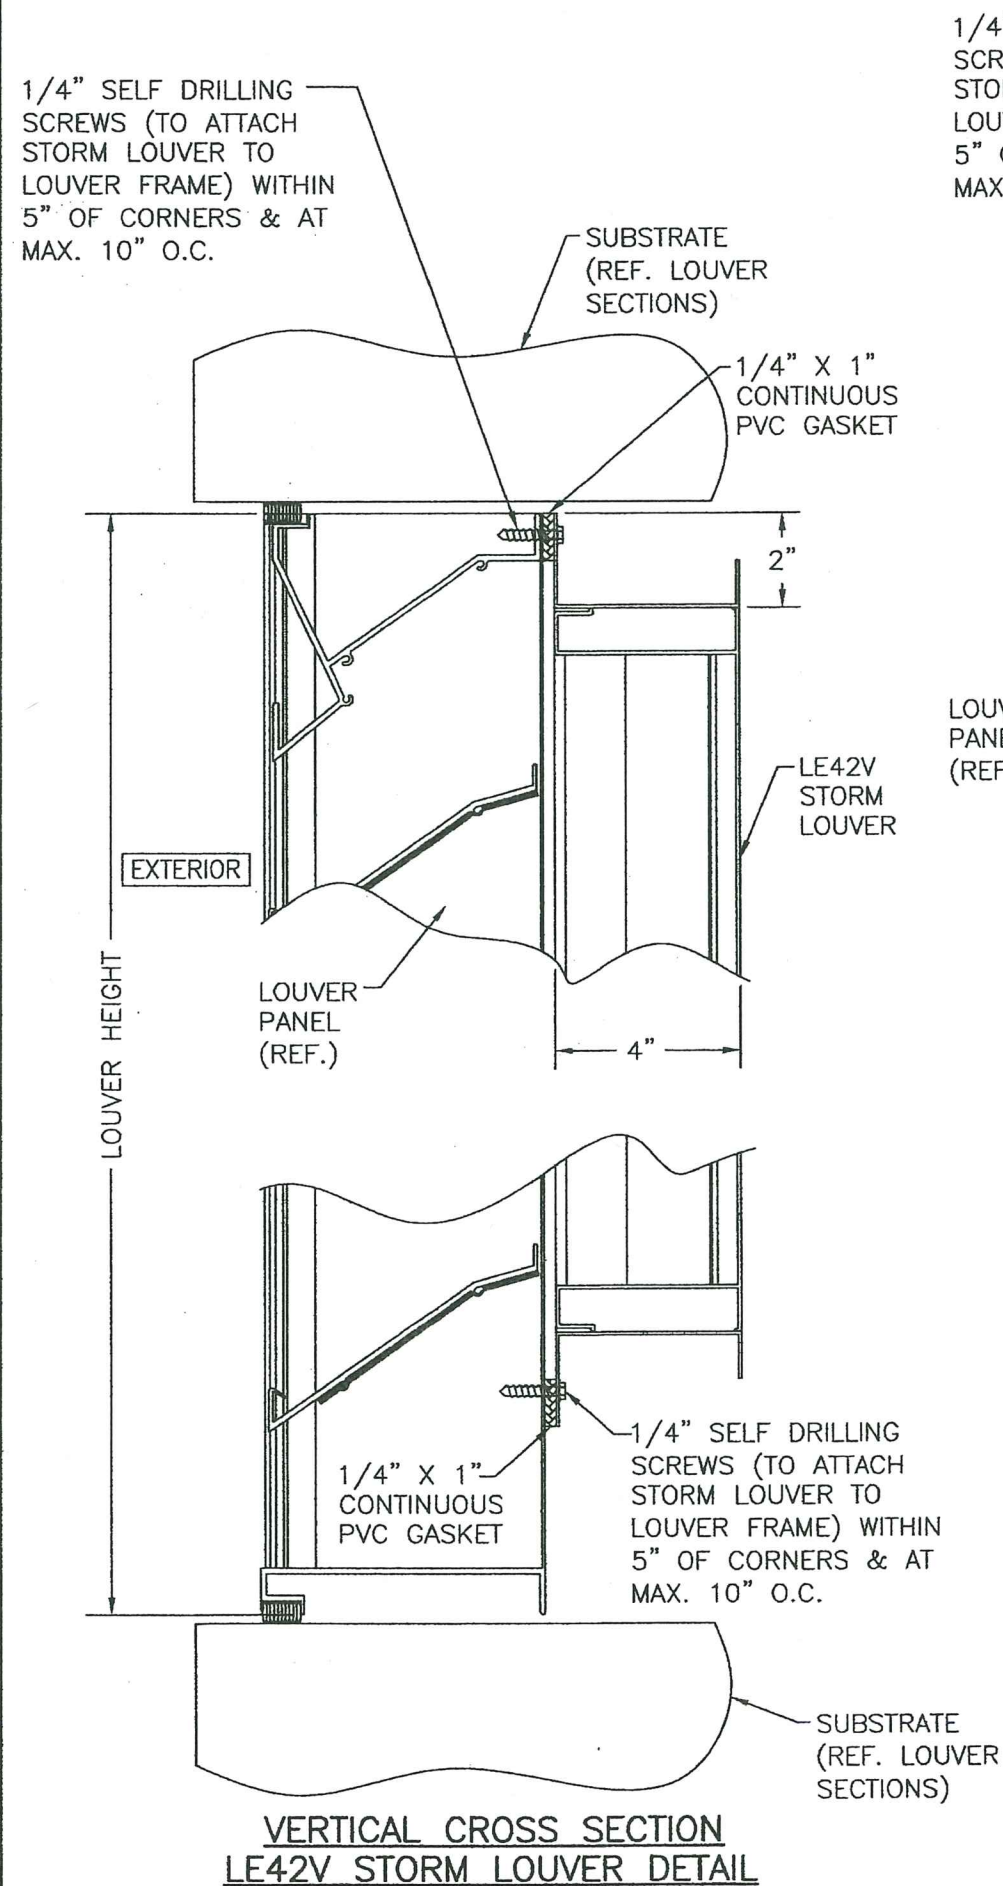 1/4" SELF DRILLING
SCREWS (TO ATTACH
STORM LOUVER TO
LOUVER FRAME) WITHIN
5" OF CORNERS & AT
MAX. 10" O.C.
1/4
SCR
STO
LOU
5"
MAX
SUBSTRATE
(REF. LOUVER
SECTIONS)
1/4" X 1"
CONTINUOUS
PVC GASKET
2"
LE42V
STORM
LOUVER
LOUV
PANE
(REF
EXTERIOR
LOUVER HEIGHT
LOUVER
PANEL
(REF.)
4"
1/4" X 1"
CONTINUOUS
PVC GASKET
1/4" SELF DRILLING
SCREWS (TO ATTACH
STORM LOUVER TO
LOUVER FRAME) WITHIN
5" OF CORNERS & AT
MAX. 10" O.C.
SUBSTRATE
(REF. LOUVER
SECTIONS)
VERTICAL CROSS SECTION
LE42V STORM LOUVER DETAIL